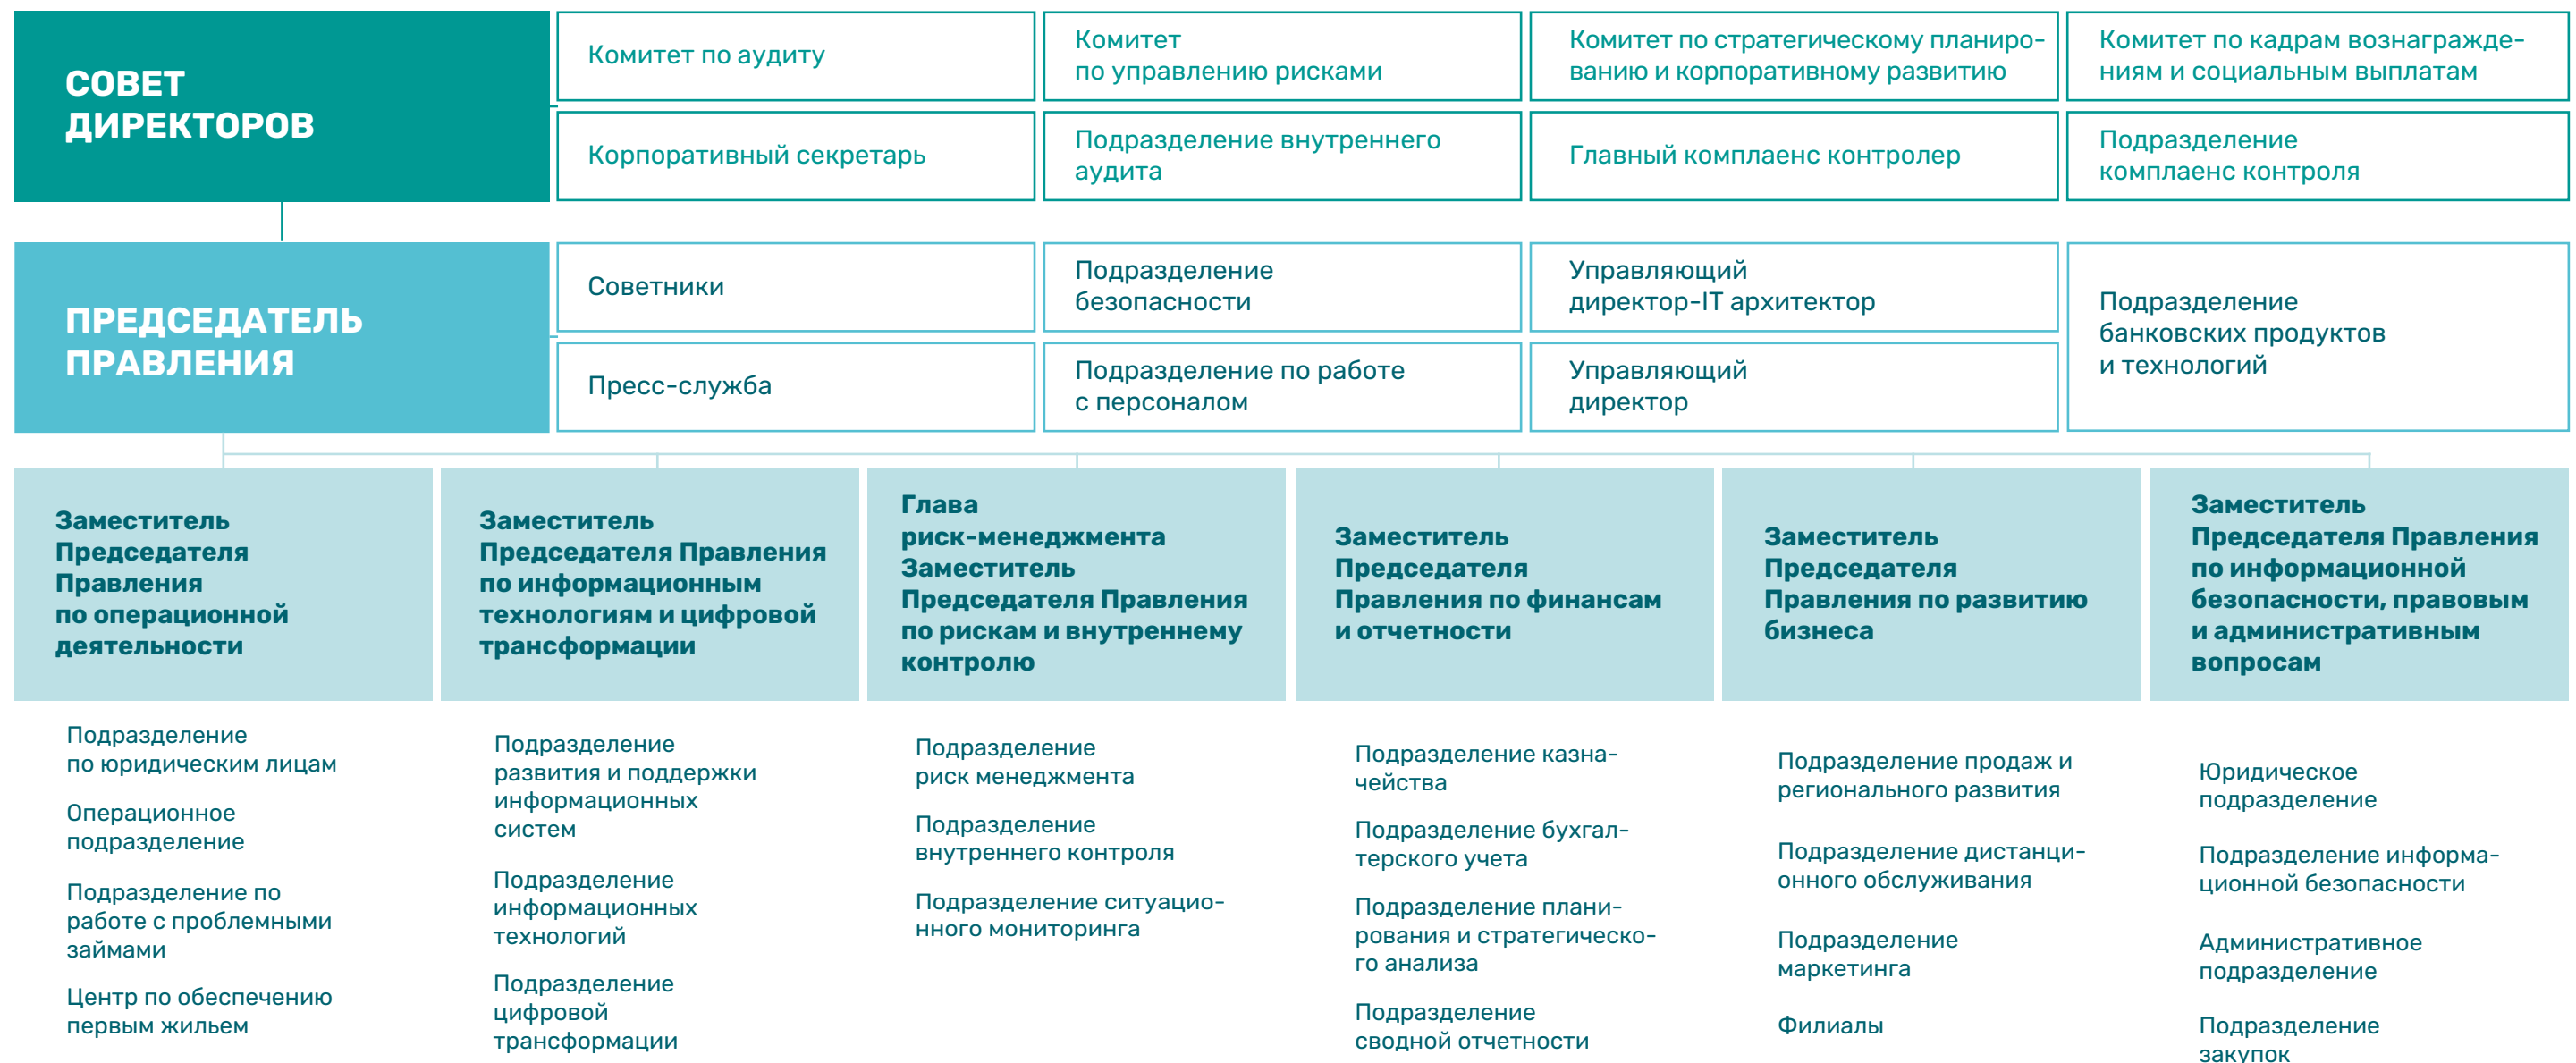 СОВЕТ
ДИРЕКТОРОВ
Комитет по аудиту
Комитет
по управлению рисками
Комитет по стратегическому планиро-
ванию и корпоративному развитию
Комитет по кадрам вознагражде-
ниям и социальным выплатам
Корпоративный секретарь
Подразделение внутреннего
аудита
Главный комплаенс контролер
Подразделение
комплаенс контроля
ПРЕДСЕДАТЕЛЬ
ПРАВЛЕНИЯ
Советники
Подразделение
безопасности
Управляющий
директор-IT архитектор
Подразделение
банковских продуктов
и технологий
Пресс-служба
Подразделение по работе
с персоналом
Управляющий
директор
Заместитель
Председателя
Правления
по операционной
деятельности
Заместитель
Председателя Правления
по информационным
технологиям и цифровой
трансформации
Глава
риск-менеджмента
Заместитель
Председателя Правления
по рискам и внутреннему
контролю
Заместитель
Председателя
Правления по финансам
и отчетности
Заместитель
Председателя
Правления по развитию
бизнеса
Заместитель
Председателя Правления
по информационной
безопасности, правовым
и административным
вопросам
Подразделение
по юридическим лицам
Операционное
подразделение
Подразделение по
работе с проблемными
займами
Центр по обеспечению
первым жильем
Подразделение
развития и поддержки
информационных
систем
Подразделение
информационных
технологий
Подразделение
цифровой
трансформации
Подразделение
риск менеджмента
Подразделение
внутреннего контроля
Подразделение ситуацио-
нного мониторинга
Подразделение казна-
чейства
Подразделение бухгал-
терского учета
Подразделение плани-
рования и стратегическо-
го анализа
Подразделение
сводной отчетности
Подразделение продаж и
регионального развития
Подразделение дистанци-
онного обслуживания
Подразделение
маркетинга
Филиалы
Юридическое
подразделение
Подразделение информа-
ционной безопасности
Административное
подразделение
Подразделение
закупок